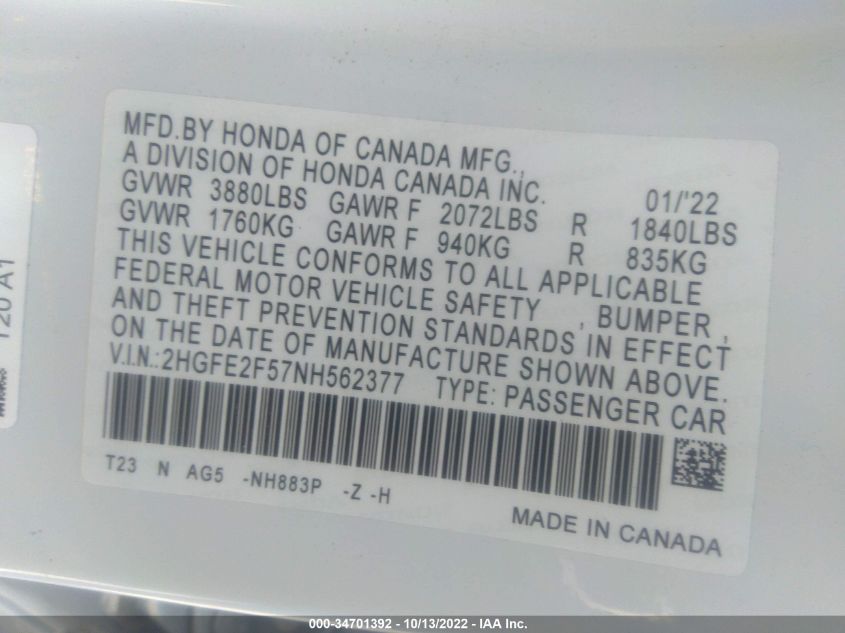 MFD.BY HONDA OF CANADA MFG.,
A DIVISION OF HONDA CANADA INC. 01/'22
GVWR 3880LBS GAWR F 2072LBS R 1840LBS
GVWR 1760KG GAWR F 940KG R 835KG
THIS VEHICLE CONFORMS TO ALL APPLICABLE
FEDERAL MOTOR VEHICLE SAFETY , BUMPER ,
AND THEFT PREVENTION STANDARDS IN EFFECT
ON THE DATE OF MANUFACTURE SHOWN ABOVE.
V.I.N.:2HGFE2F57NH562377 TYPE: PASSENGER CAR
T23 N AG5 -NH883P -Z -H
MADE IN CANADA
T20 A1
000-34701392 - 10/13/2022 - IAA Inc.